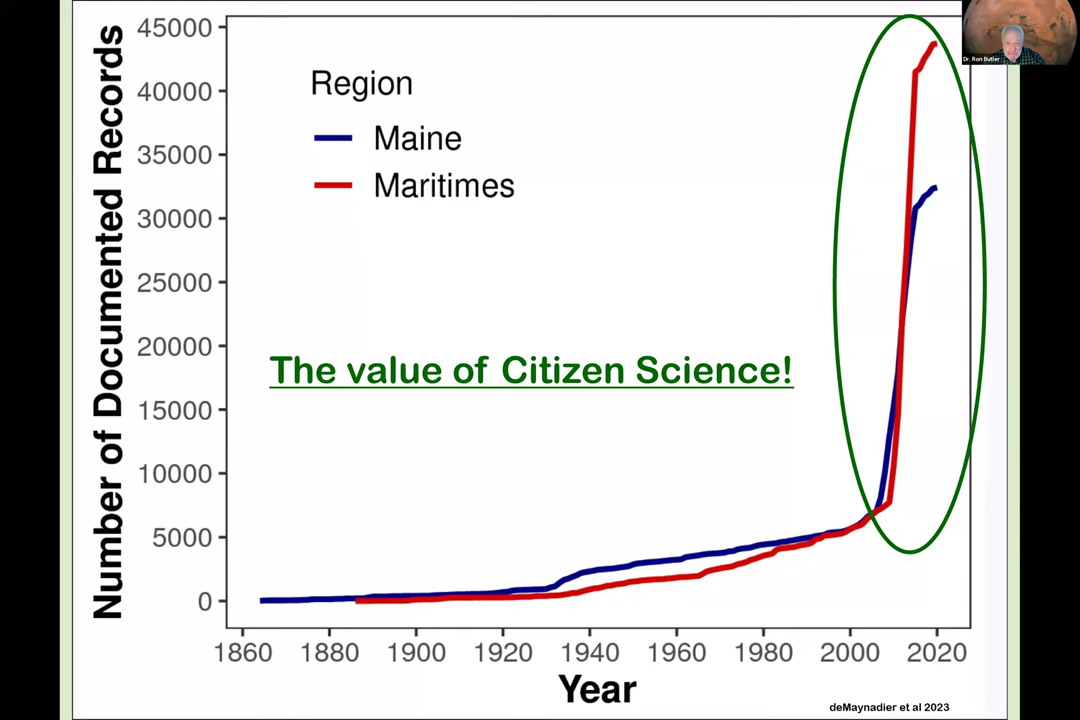 Number of Documented Records
45000
40000
35000
30000
25000
20000
15000
10000
5000
0
Region
Maine
Maritimes
The value of Citizen Science!
1860 1880 1900 1920 1940 1960 1980 2000 2020
Year
deMaynadier et al 2023
Dr. Ron Butler